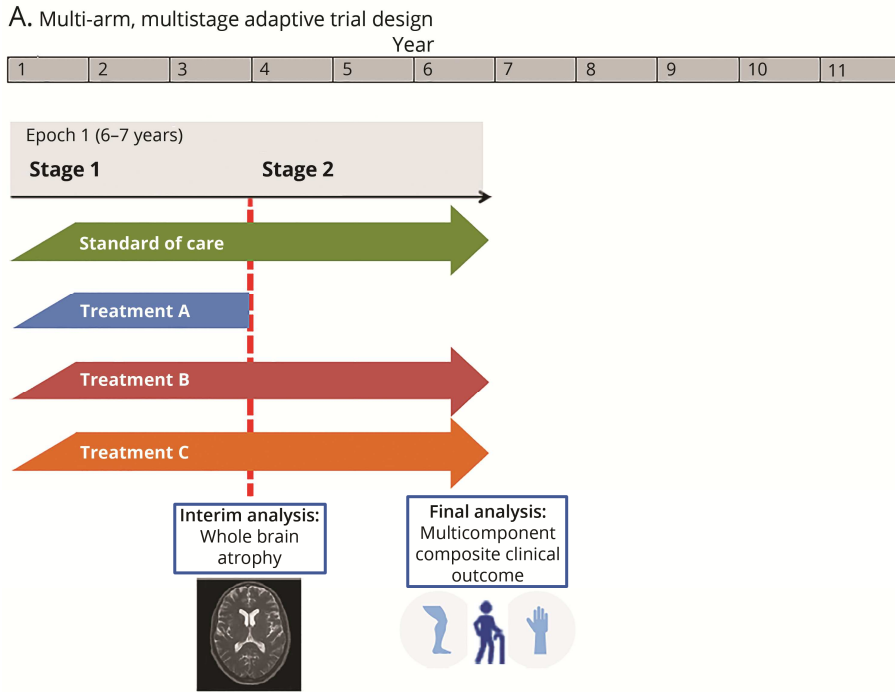 A. Multi-arm, multistage adaptive trial design
Year
1 2 3 4 5 6 7 8 9 10 11
Epoch 1 (6–7 years)
Stage 1 Stage 2
Standard of care
Treatment A
Treatment B
Treatment C
Interim analysis:
Whole brain
atrophy
Final analysis:
Multicomponent
composite clinical
outcome